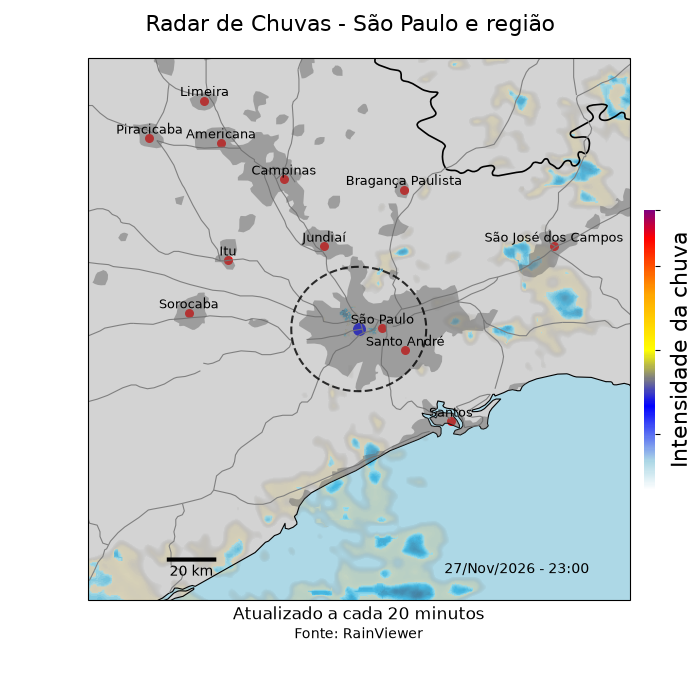 Radar de Chuvas - São Paulo e região
Limeira
Piracicaba
Americana
Campinas
Bragança Paulista
Jundiaí
São José dos Campos
Itu
Sorocaba
São Paulo
Santo André
Santos
Intensidade da chuva
27/Nov/2026 - 23:00
20 km
Atualizado a cada 20 minutos
Fonte: RainViewer